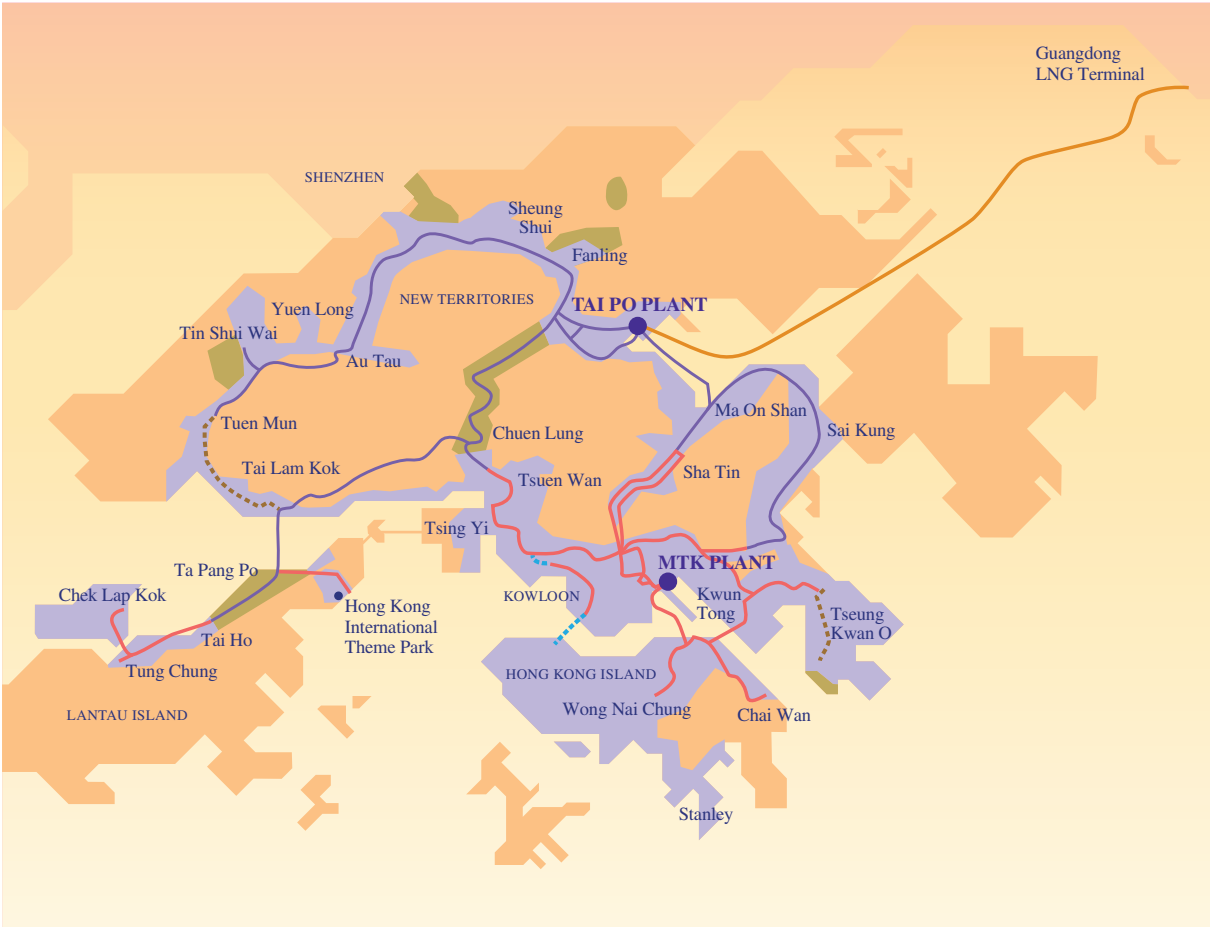 Guangdong
LNG Terminal
SHENZHEN
Sheung
Shui
Fanling
NEW TERRITORIES
TAI PO PLANT
Yuen Long
Tin Shui Wai
Au Tau
Ma On Shan
Tuen Mun
Chuen Lung
Sai Kung
Tai Lam Kok
Tsuen Wan
Sha Tin
Tsing Yi
MTK PLANT
Ta Pang Po
Chek Lap Kok
KOWLOON
Kwun
Tong
Hong Kong
International
Theme Park
Tseung
Kwan O
Tai Ho
Tung Chung
HONG KONG ISLAND
LANTAU ISLAND
Wong Nai Chung
Chai Wan
Stanley